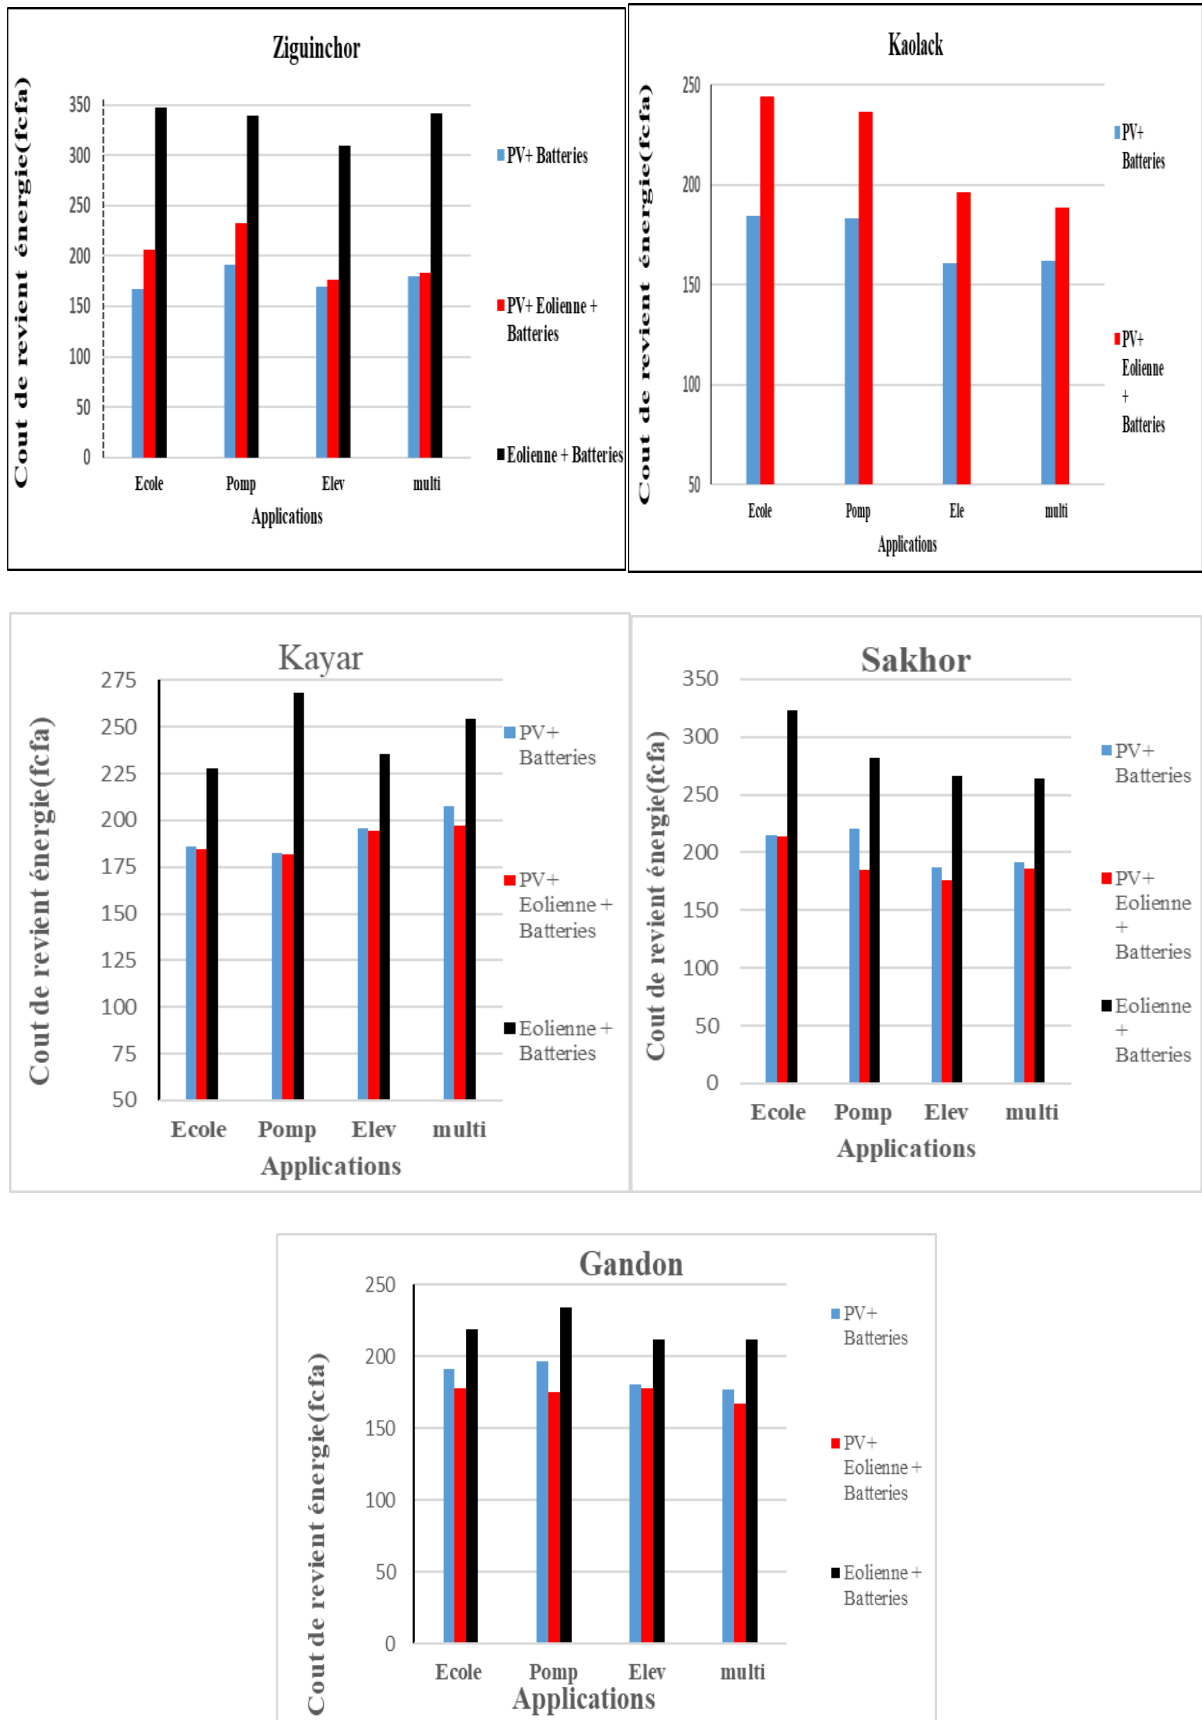 Ziguinchor
Cout de revient énergie(fcfa)
350
300
250
200
150
100
50
0
Ecole Pomp Elev multi
Applications
PV+ Batteries
PV+ Eolienne +
Batteries
Eolienne + Batteries
Kaolack
Cout de revient énergie(fcfa)
250
200
150
100
50
Ecole Pomp Ele multi
Applications
PV+
Batteries
PV+
Eolienne
+
Batteries
Kayar
Cout de revient énergie(fcfa)
275
250
225
200
175
150
125
100
75
50
Ecole Pomp Elev multi
Applications
PV+
Batteries
PV+
Eolienne +
Batteries
Eolienne +
Batteries
Sakhor
Cout de revient énergie(fcfa)
350
300
250
200
150
100
50
0
Ecole Pomp Elev multi
Applications
PV+
Batteries
PV+
Eolienne
+
Batteries
Eolienne
+
Batteries
Gandon
Cout de revient énergie(fcfa)
250
200
150
100
50
0
Ecole Pomp Elev multi
Applications
PV+
Batteries
PV+
Eolienne +
Batteries
Eolienne +
Batteries